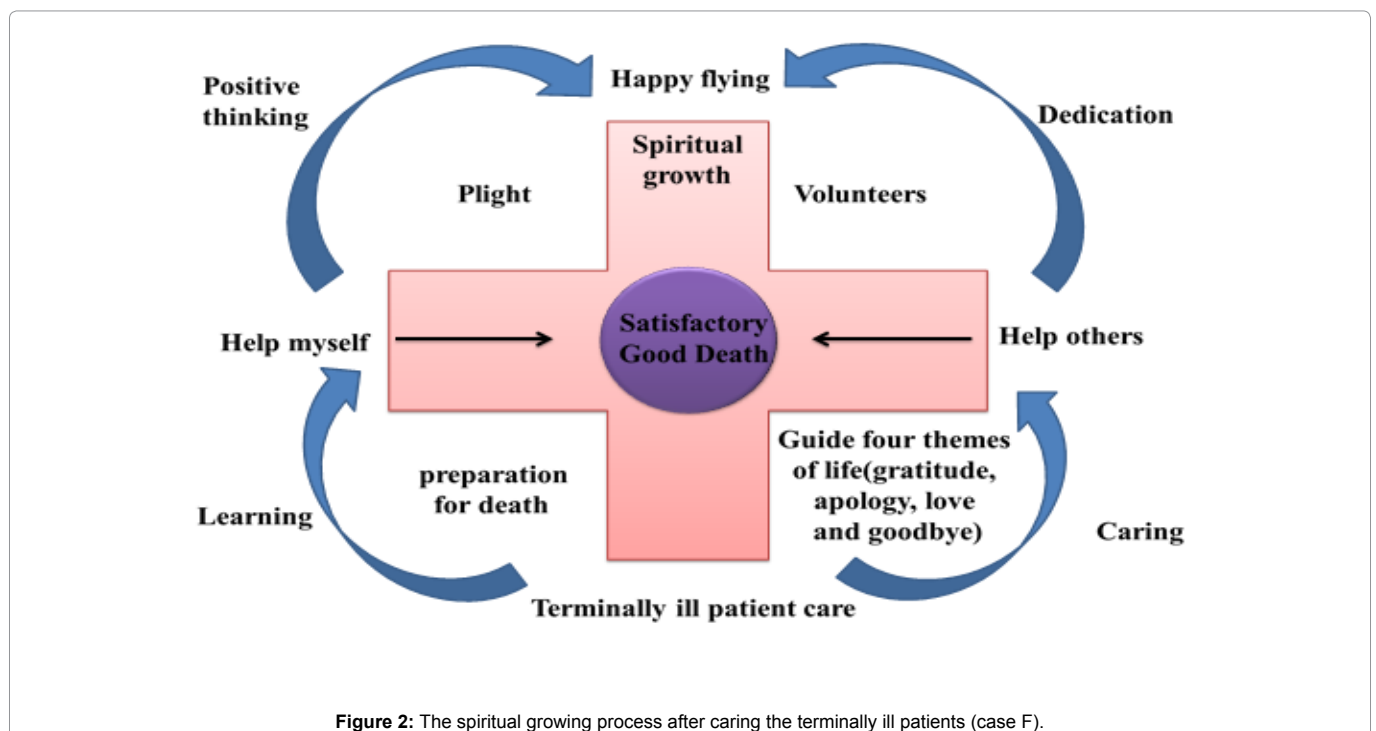 Happy flying
Positive
thinking
Dedication
Spiritual
growth
Plight
Volunteers
Help myself
Satisfactory
Good Death
Help others
preparation
for death
Guide four themes
of life(gratitude,
apology, love
and goodbye)
Learning
Caring
Terminally ill patient care
Figure 2: The spiritual growing process after caring the terminally ill patients (case F).